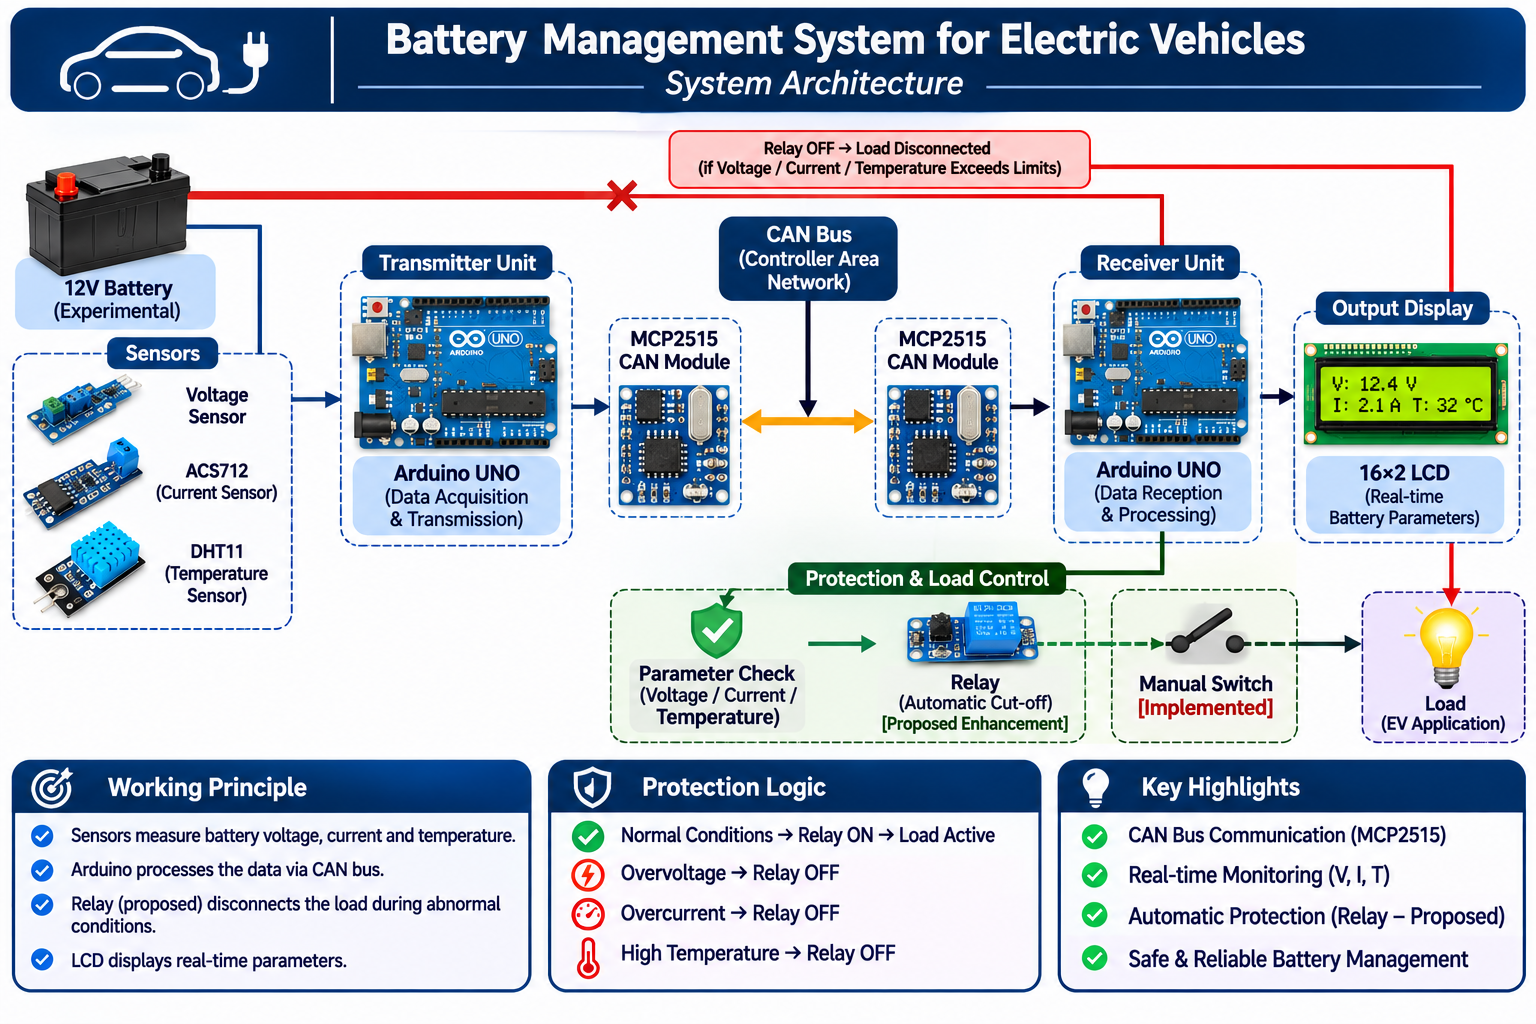 Battery Management System for Electric Vehicles
System Architecture
Relay OFF → Load Disconnected
(if Voltage / Current / Temperature Exceeds Limits)
12V Battery
(Experimental)
Sensors
Voltage
Sensor
ACS712
(Current Sensor)
DHT11
(Temperature
Sensor)
Transmitter Unit
UNO
ARDUINO
Arduino UNO
(Data Acquisition
& Transmission)
MCP2515
CAN Module
CAN Bus
(Controller Area
Network)
MCP2515
CAN Module
Receiver Unit
UNO
ARDUINO
Arduino UNO
(Data Reception
& Processing)
Output Display
V: 12.4 V
I: 2.1 A T: 32 °C
16×2 LCD
(Real-time
Battery Parameters)
Protection & Load Control
Parameter Check
(Voltage / Current /
Temperature)
Relay
(Automatic Cut-off)
[Proposed Enhancement]
Manual Switch
[Implemented]
Load
(EV Application)
Working Principle
Sensors measure battery voltage, current and temperature.
Arduino processes the data via CAN bus.
Relay (proposed) disconnects the load during abnormal
conditions.
LCD displays real-time parameters.
Protection Logic
Normal Conditions → Relay ON → Load Active
Overvoltage → Relay OFF
Overcurrent → Relay OFF
High Temperature → Relay OFF
Key Highlights
CAN Bus Communication (MCP2515)
Real-time Monitoring (V, I, T)
Automatic Protection (Relay – Proposed)
Safe & Reliable Battery Management